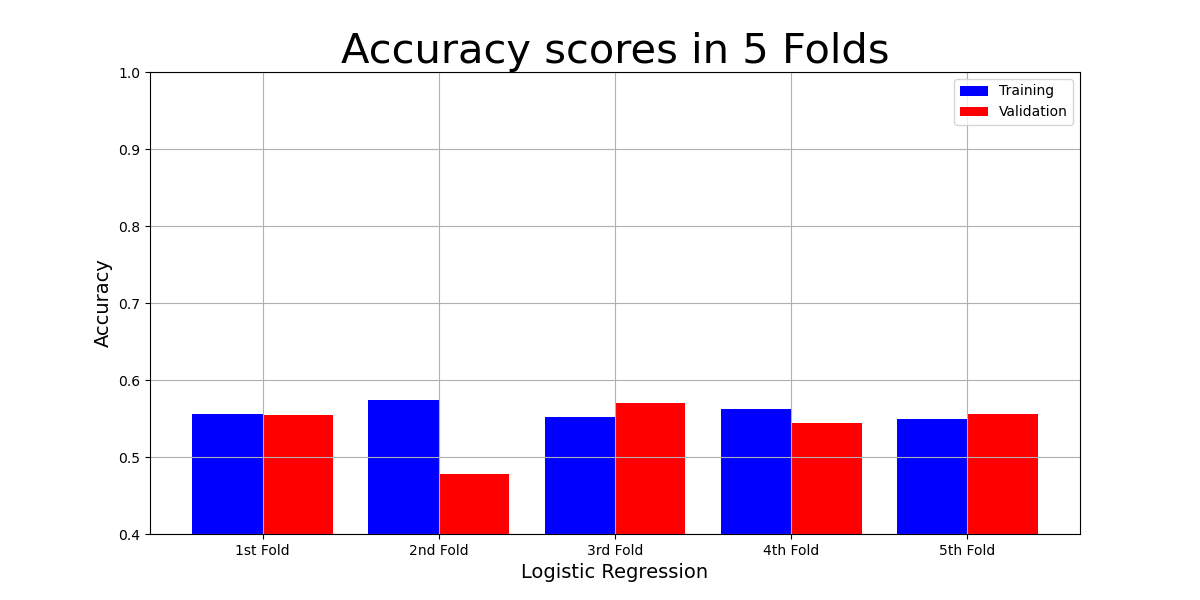 Accuracy scores in 5 Folds
1.0
0.9
0.8
0.7
0.6
0.5
0.4
Accuracy
Training
Validation
1st Fold
2nd Fold
3rd Fold
4th Fold
5th Fold
Logistic Regression